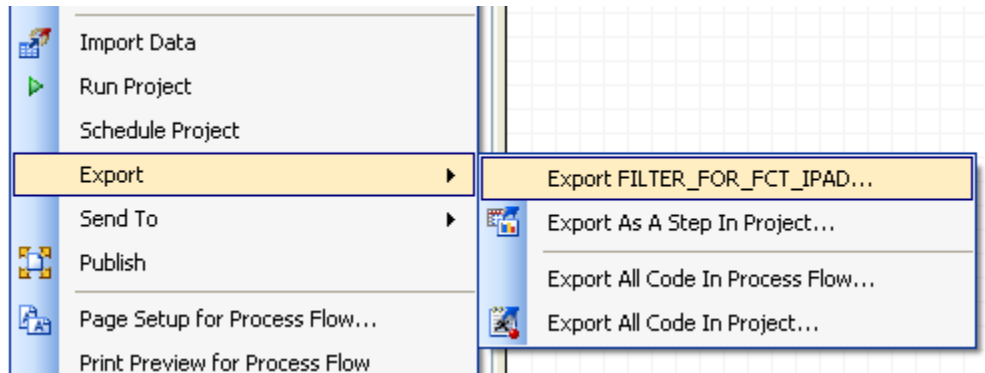 Import Data
Run Project
Schedule Project
Export
Send To
Publish
Page Setup for Process Flow...
Print Preview for Process Flow
Export FILTER_FOR_FCT_IPAD...
Export As A Step In Project...
Export All Code In Process Flow...
Export All Code In Project...